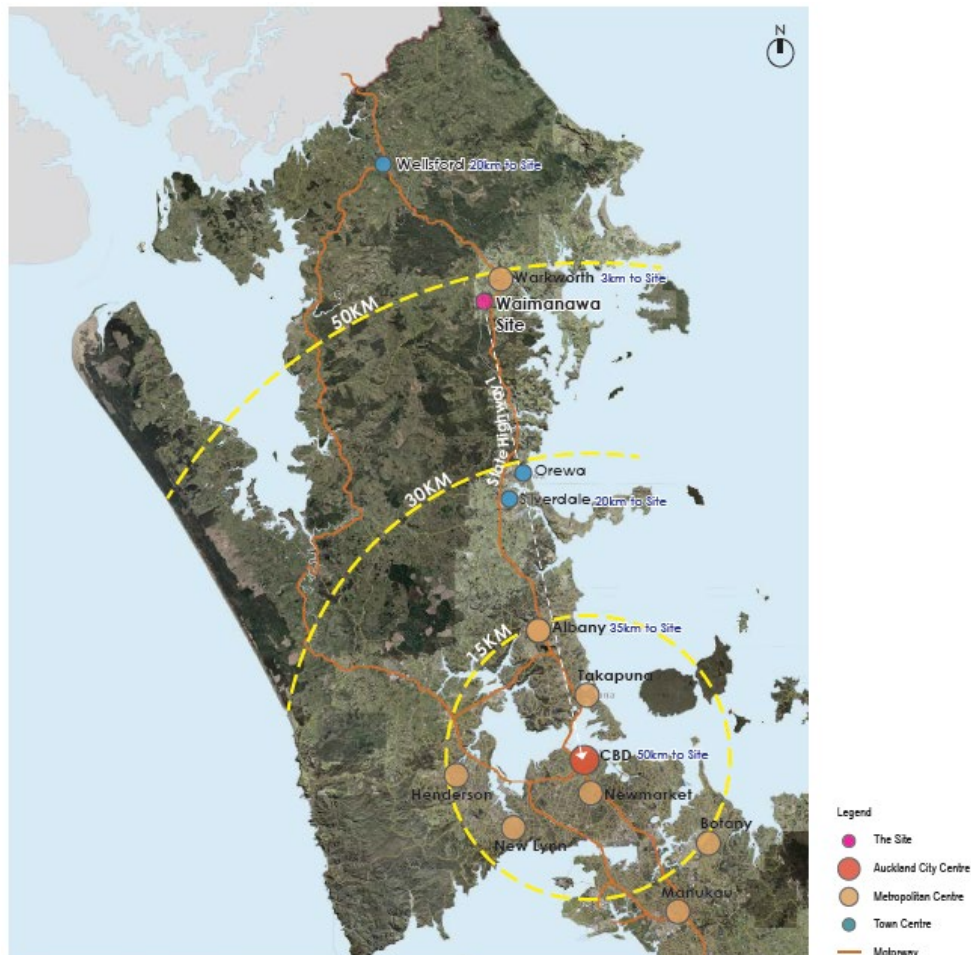 N
Wellsford 20km to Site
Warkworth 3km to Site
50KM
Waimanawa
Site
State Highway 1
Orewa
30KM
Silverdale 20km to Site
Albany 35km to Site
15KM
Takapuna
CBD 50km to Site
Henderson
Newmarket
New Lynn
Botany
Manukau
Legend
The Site
Auckland City Centre
Metropolitan Centre
Town Centre
Motorway